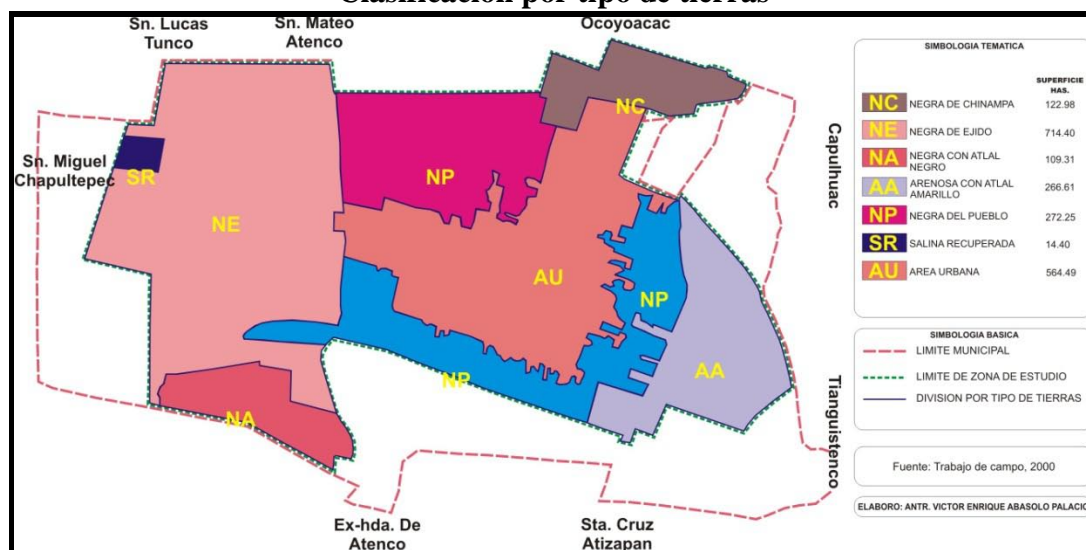 Clasificación por tipo de tierras
Sn. Lucas
Tunco
Sn. Mateo
Atenco
Ocoyoacac
Sn. Miguel
Chapultepec
SR
NE
NP
NC
AU
NP
AA
NP
NA
Capulhuac
Tianguistenco
Ex-hda. De
Atenco
Sta. Cruz
Atizapan
SIMBOLOGIA TEMATICA
SUPERFICIE
HAS.
NC NEGRA DE CHINAMPA 122.98
NE NEGRA DE EJIDO 714.40
NA NEGRA CON ATLAL
NEGRO 109.31
AA ARENOSA CON ATLAL
AMARILLO 266.61
NP NEGRA DEL PUEBLO 272.25
SR SALINA RECUPERADA 14.40
AU AREA URBANA 564.49
SIMBOLOGIA BASICA
LIMITE MUNICIPAL
LIMITE DE ZONA DE ESTUDIO
DIVISION POR TIPO DE TIERRAS
Fuente: Trabajo de campo, 2000
ELABORO: ANTR. VICTOR ENRIQUE ABASOLO PALACIO